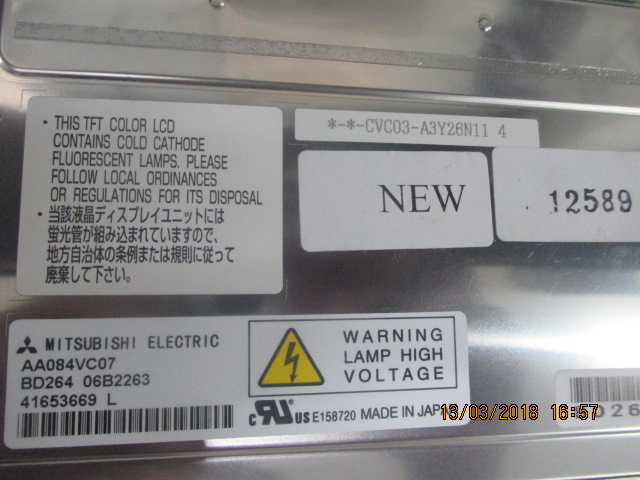 • THIS TFT COLOR LCD
CONTAINS COLD CATHODE
FLUORESCENT LAMPS. PLEASE
FOLLOW LOCAL ORDINANCES
OR REGULATIONS FOR ITS DISPOSAL
• 当該液晶ディスプレイユニットには
蛍光管が組み込まれていますので、
地方自治体の条例または規則に従って
廃棄して下さい。
*-*-CVC03-A3Y26N11 4
NEW
12589
MITSUBISHI ELECTRIC
AA084VC07
BD264 06B2263
41653669 L
WARNING
LAMP HIGH
VOLTAGE
c RU US E158720 MADE IN JAPA
26
13/03/2018 16:57